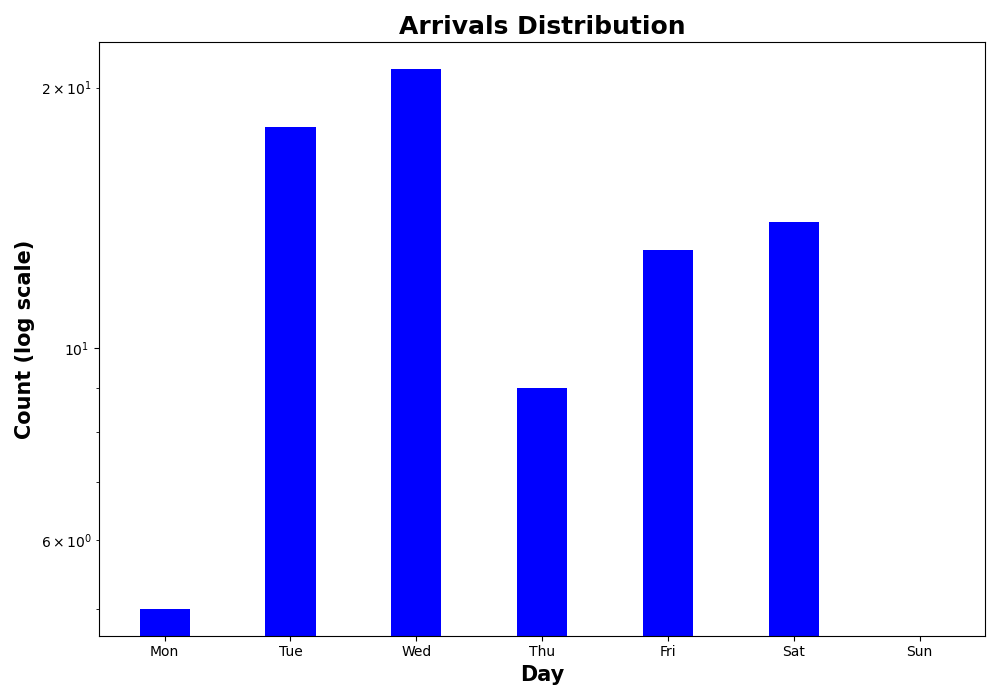 Arrivals Distribution
2 × 10¹
10¹
6 × 10⁰
Count (log scale)
Mon Tue Wed Thu Fri Sat Sun
Day